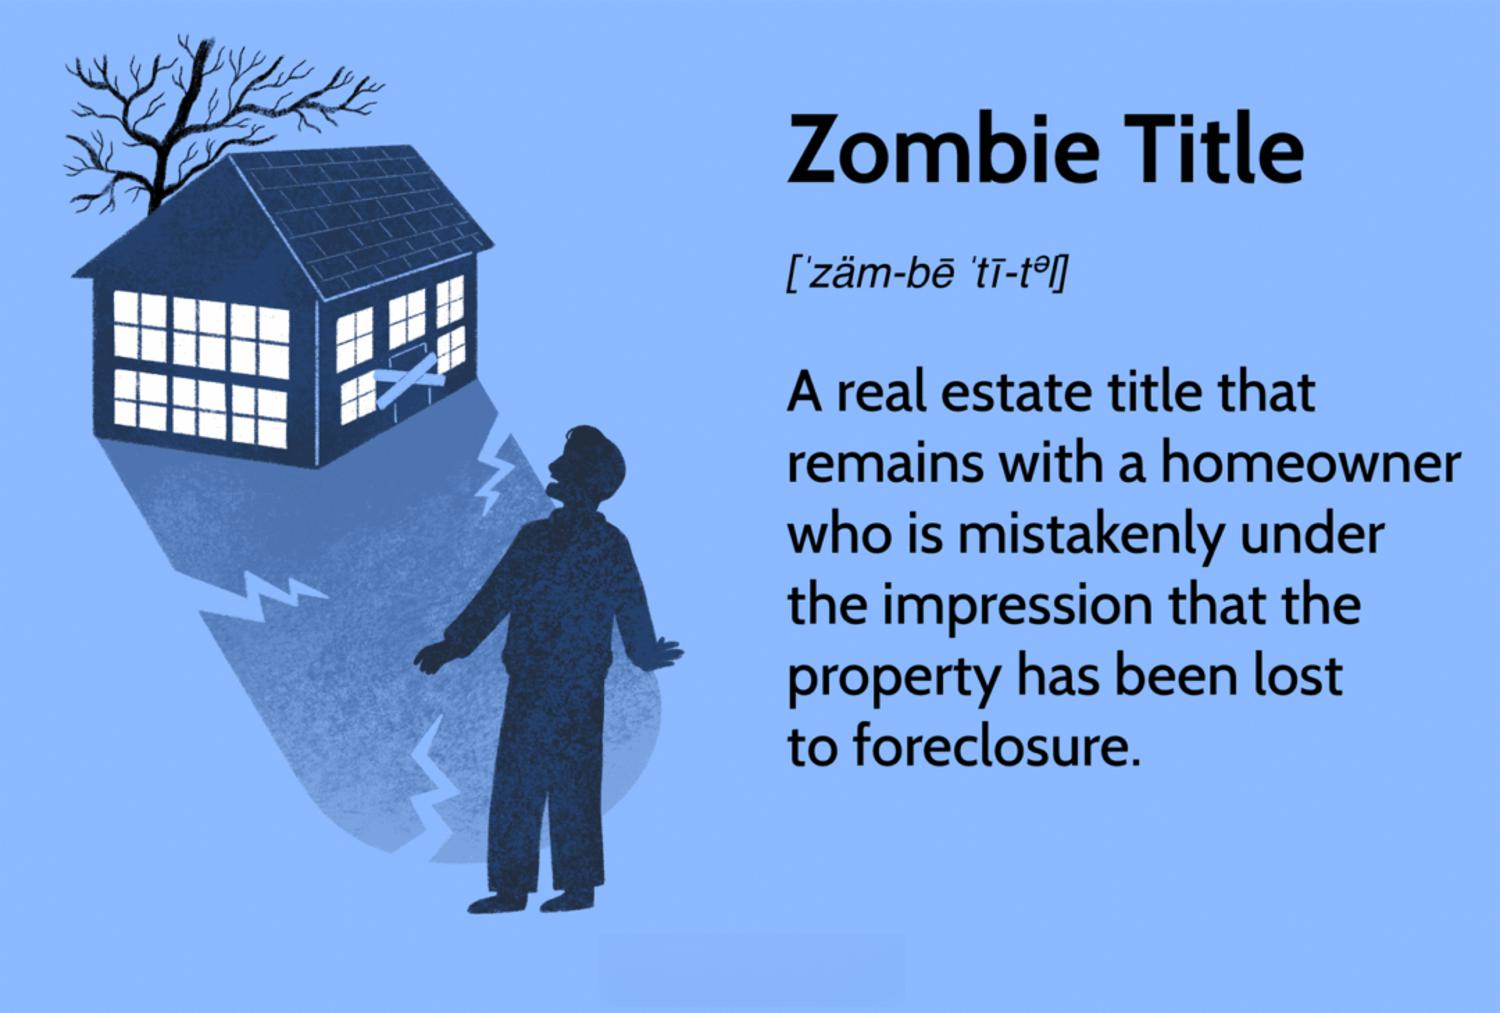 Zombie Title
[ˈzäm-bē ˈtī-tᵊl]
A real estate title that
remains with a homeowner
who is mistakenly under
the impression that the
property has been lost
to foreclosure.